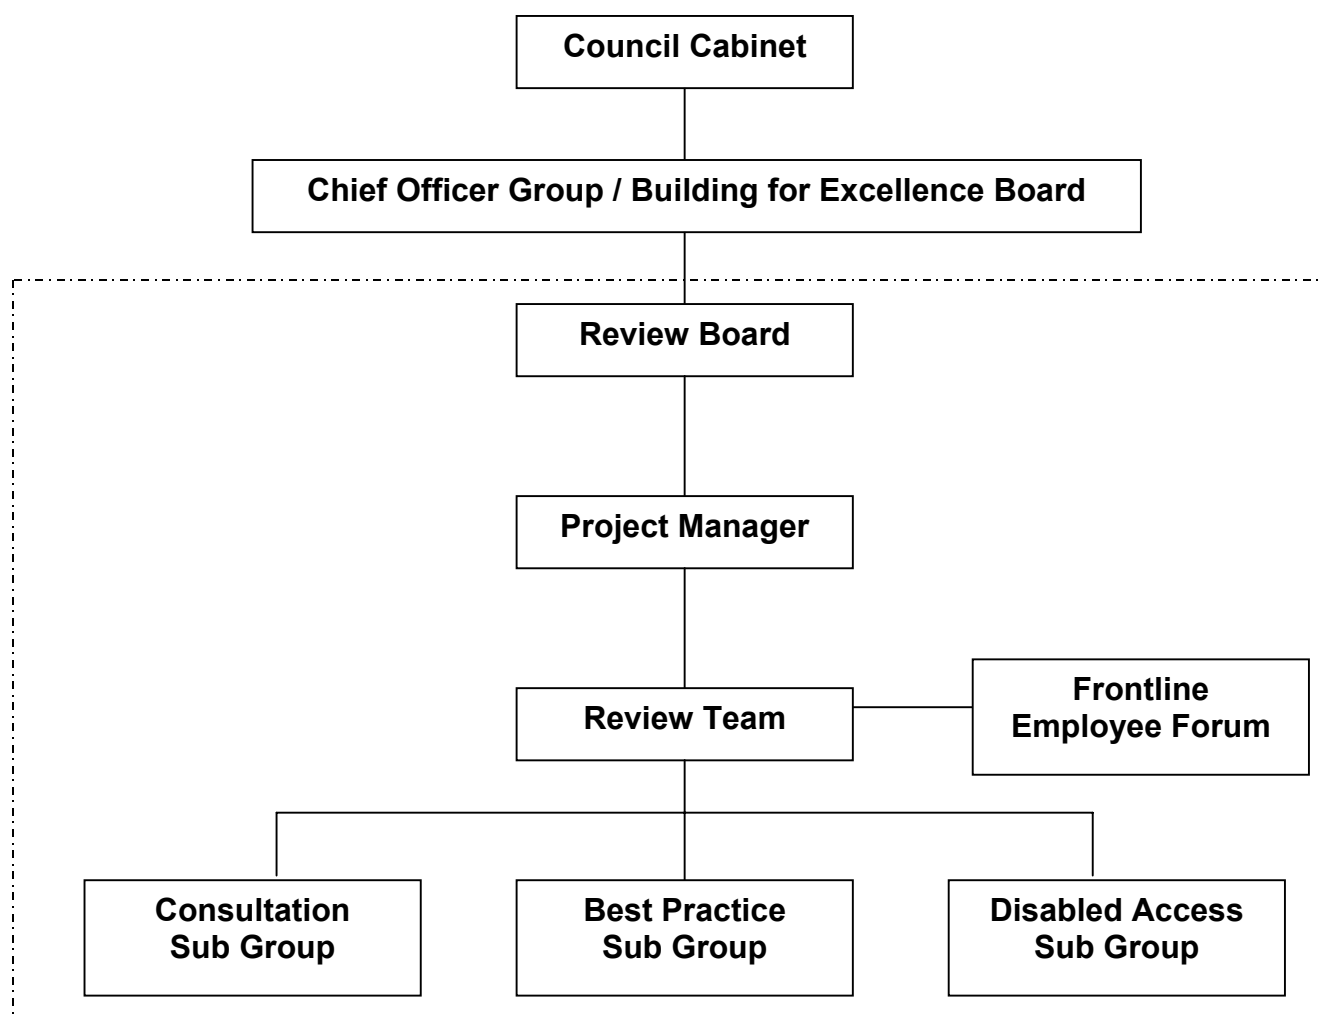 Council Cabinet
Chief Officer Group / Building for Excellence Board
Review Board
Project Manager
Review Team
Frontline
Employee Forum
Consultation
Sub Group
Best Practice
Sub Group
Disabled Access
Sub Group